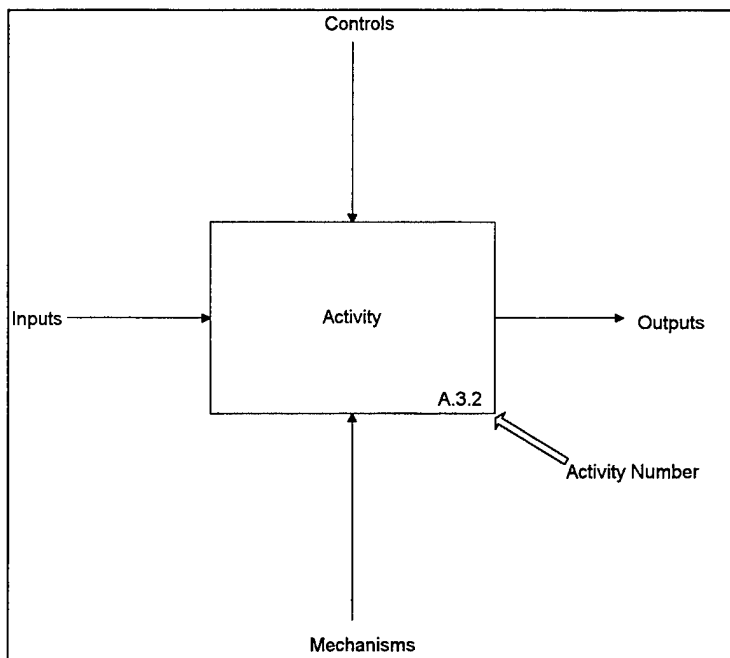 Controls
Inputs
Activity
Outputs
A.3.2
Activity Number
Mechanisms